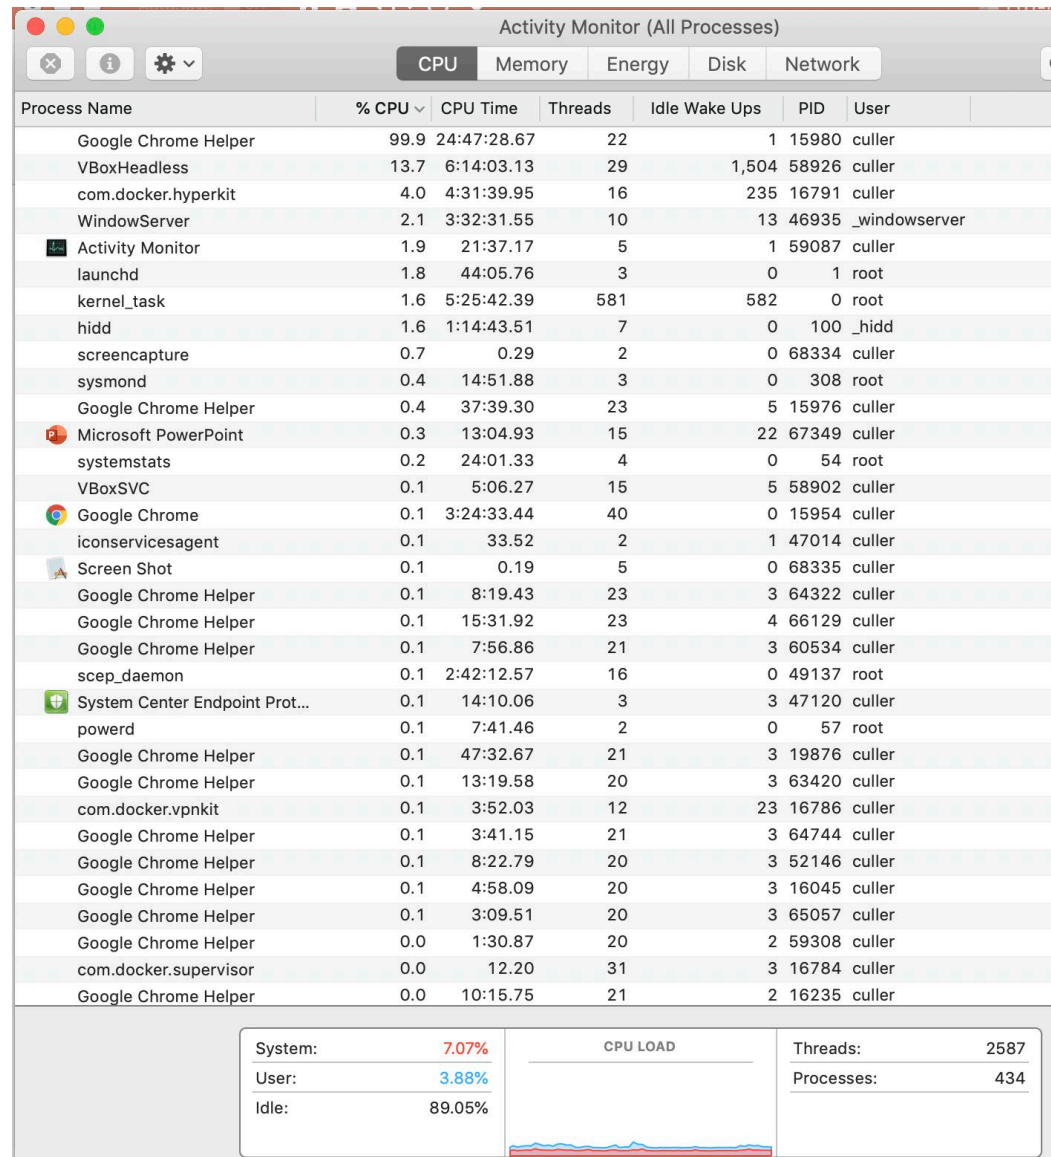 Activity Monitor (All Processes)
CPU Memory Energy Disk Network
Process Name % CPU CPU Time Threads Idle Wake Ups PID User
Google Chrome Helper 99.9 24:47:28.67 22 1 15980 culler
VBoxHeadless 13.7 6:14:03.13 29 1,504 58926 culler
com.docker.hyperkit 4.0 4:31:39.95 16 235 16791 culler
WindowServer 2.1 3:32:31.55 10 13 46935 _windowserver
Activity Monitor 1.9 21:37.17 5 1 59087 culler
launchd 1.8 44:05.76 3 0 1 root
kernel_task 1.6 5:25:42.39 581 582 0 root
hidd 1.6 1:14:43.51 7 0 100 _hidd
screencapture 0.7 0.29 2 0 68334 culler
sysmond 0.4 14:51.88 3 0 308 root
Google Chrome Helper 0.4 37:39.30 23 5 15976 culler
Microsoft PowerPoint 0.3 13:04.93 15 22 67349 culler
systemstats 0.2 24:01.33 4 0 54 root
VBoxSVC 0.1 5:06.27 15 5 58902 culler
Google Chrome 0.1 3:24:33.44 40 0 15954 culler
iconservicesagent 0.1 33.52 2 1 47014 culler
Screen Shot 0.1 0.19 5 0 68335 culler
Google Chrome Helper 0.1 8:19.43 23 3 64322 culler
Google Chrome Helper 0.1 15:31.92 23 4 66129 culler
Google Chrome Helper 0.1 7:56.86 21 3 60534 culler
scep_daemon 0.1 2:42:12.57 16 0 49137 root
System Center Endpoint Prot... 0.1 14:10.06 3 3 47120 culler
powerd 0.1 7:41.46 2 0 57 root
Google Chrome Helper 0.1 47:32.67 21 3 19876 culler
Google Chrome Helper 0.1 13:19.58 20 3 63420 culler
com.docker.vpnkit 0.1 3:52.03 12 23 16786 culler
Google Chrome Helper 0.1 3:41.15 21 3 64744 culler
Google Chrome Helper 0.1 8:22.79 20 3 52146 culler
Google Chrome Helper 0.1 4:58.09 20 3 16045 culler
Google Chrome Helper 0.1 3:09.51 20 3 65057 culler
Google Chrome Helper 0.0 1:30.87 20 2 59308 culler
com.docker.supervisor 0.0 12.20 31 3 16784 culler
Google Chrome Helper 0.0 10:15.75 21 2 16235 culler
System: 7.07% CPU LOAD Threads: 2587
User: 3.88% Processes: 434
Idle: 89.05%